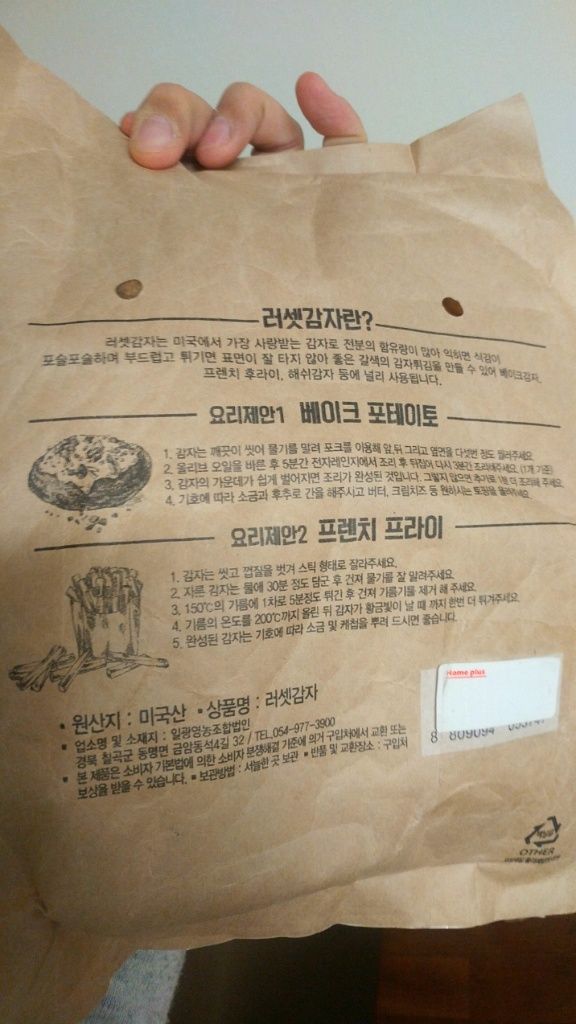 러셋감자란?
러셋감자는 미국에서 가장 사랑받는 감자로 전분의 함유량이 많아 익히면 식감이
포슬포슬하며 부드럽고 튀기면 표면이 잘 타지 않아 좋은 갈색의 감자튀김을 만들 수 있어 베이크감자,
프렌치 후라이, 해쉬감자 등에 널리 사용됩니다.
요리제안1 베이크 포테이토
1. 감자는 깨끗이 씻어 물기를 말려 포크를 이용해 앞,뒤 그리고 옆면을 다섯번 정도 찔러주세요
2. 올리브 오일을 바른 후 5분간 전자레인지에서 조리 후 뒤집어 다시 3분간 조리해주세요. (1개 기준)
3. 감자의 가운데가 쉽게 벌어지면 조리가 완성된 것입니다. 그렇지 않으면 추가로 1분 더 조리해 주세요.
4. 기호에 따라 소금과 후추로 간을 해주시고 버터, 크림치즈 등 원하시는 토핑을
요리제안2 프렌치 프라이
1. 감자는 씻고 껍질을 벗겨 스틱 형태로 잘라주세요.
2. 자른 감자는 물에 30분 정도 담군 후 건져 물기를 잘 말려주세요.
3. 150℃의 기름에 1차로 5분정도 튀긴 후 건져 기름기를 제거 해 주세요.
4. 기름의 온도를 200℃까지 올린 뒤 감자가 황금빛이 날 때 까지 한번 더 튀겨주세요.
5. 완성된 감자는 기호에 따라 소금 및 케첩을 뿌려 드시면 좋습니다.
Home plus
▪ 원산지 : 미국산 ▪ 상품명 : 러셋감자
▪ 업소명 및 소재지 : 일광영농조합법인
경북 칠곡군 동명면 금암동석4길 32 / TEL.054-977-3900
▪ 본 제품은 소비자 기본법에 의한 소비자 분쟁해결 기준에 의거 구입처에서 교환 또는
보상을 받을 수 있습니다. ▪ 보관방법 : 서늘한 곳 보관 ▪ 반품 및 교환장소 : 구입처
8 809094
OTHER